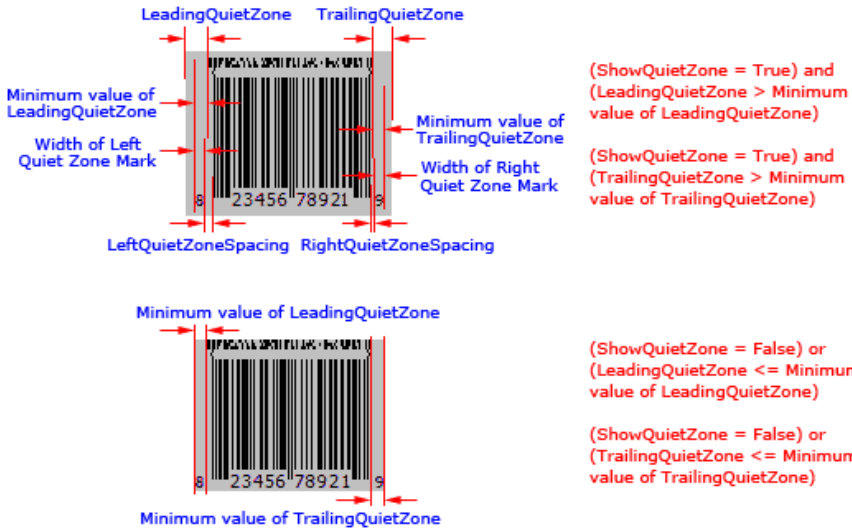 LeadingQuietZone TrailingQuietZone
Minimum value of
LeadingQuietZone
Width of Left
Quiet Zone Mark
Minimum value of
TrailingQuietZone
Width of Right
Quiet Zone Mark
8 23456 78921 9
LeftQuietZoneSpacing RightQuietZoneSpacing
(ShowQuietZone = True) and
(LeadingQuietZone > Minimum
value of LeadingQuietZone)
(ShowQuietZone = True) and
(TrailingQuietZone > Minimum
value of TrailingQuietZone)
Minimum value of LeadingQuietZone
8 23456 78921 9
Minimum value of TrailingQuietZone
(ShowQuietZone = False) or
(LeadingQuietZone <= Minimum
value of LeadingQuietZone)
(ShowQuietZone = False) or
(TrailingQuietZone <= Minimum
value of TrailingQuietZone)